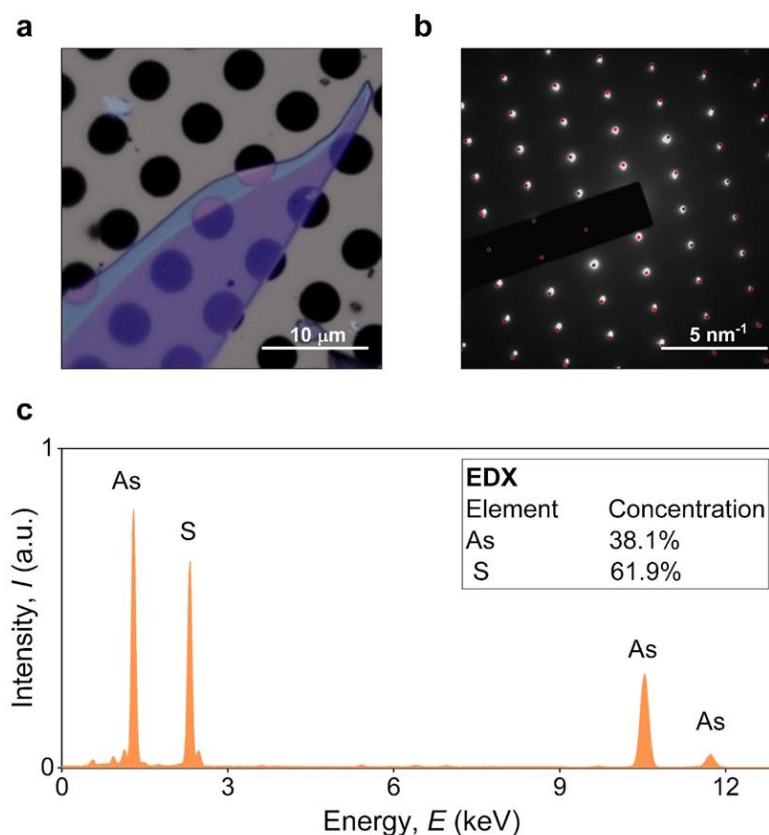 a
b
10 μm
5 nm⁻¹
c
1
As
S
EDX
Element Concentration
As 38.1%
S 61.9%
As
As
Intensity, I (a.u.)
0
0 3 6 9 12
Energy, E (keV)